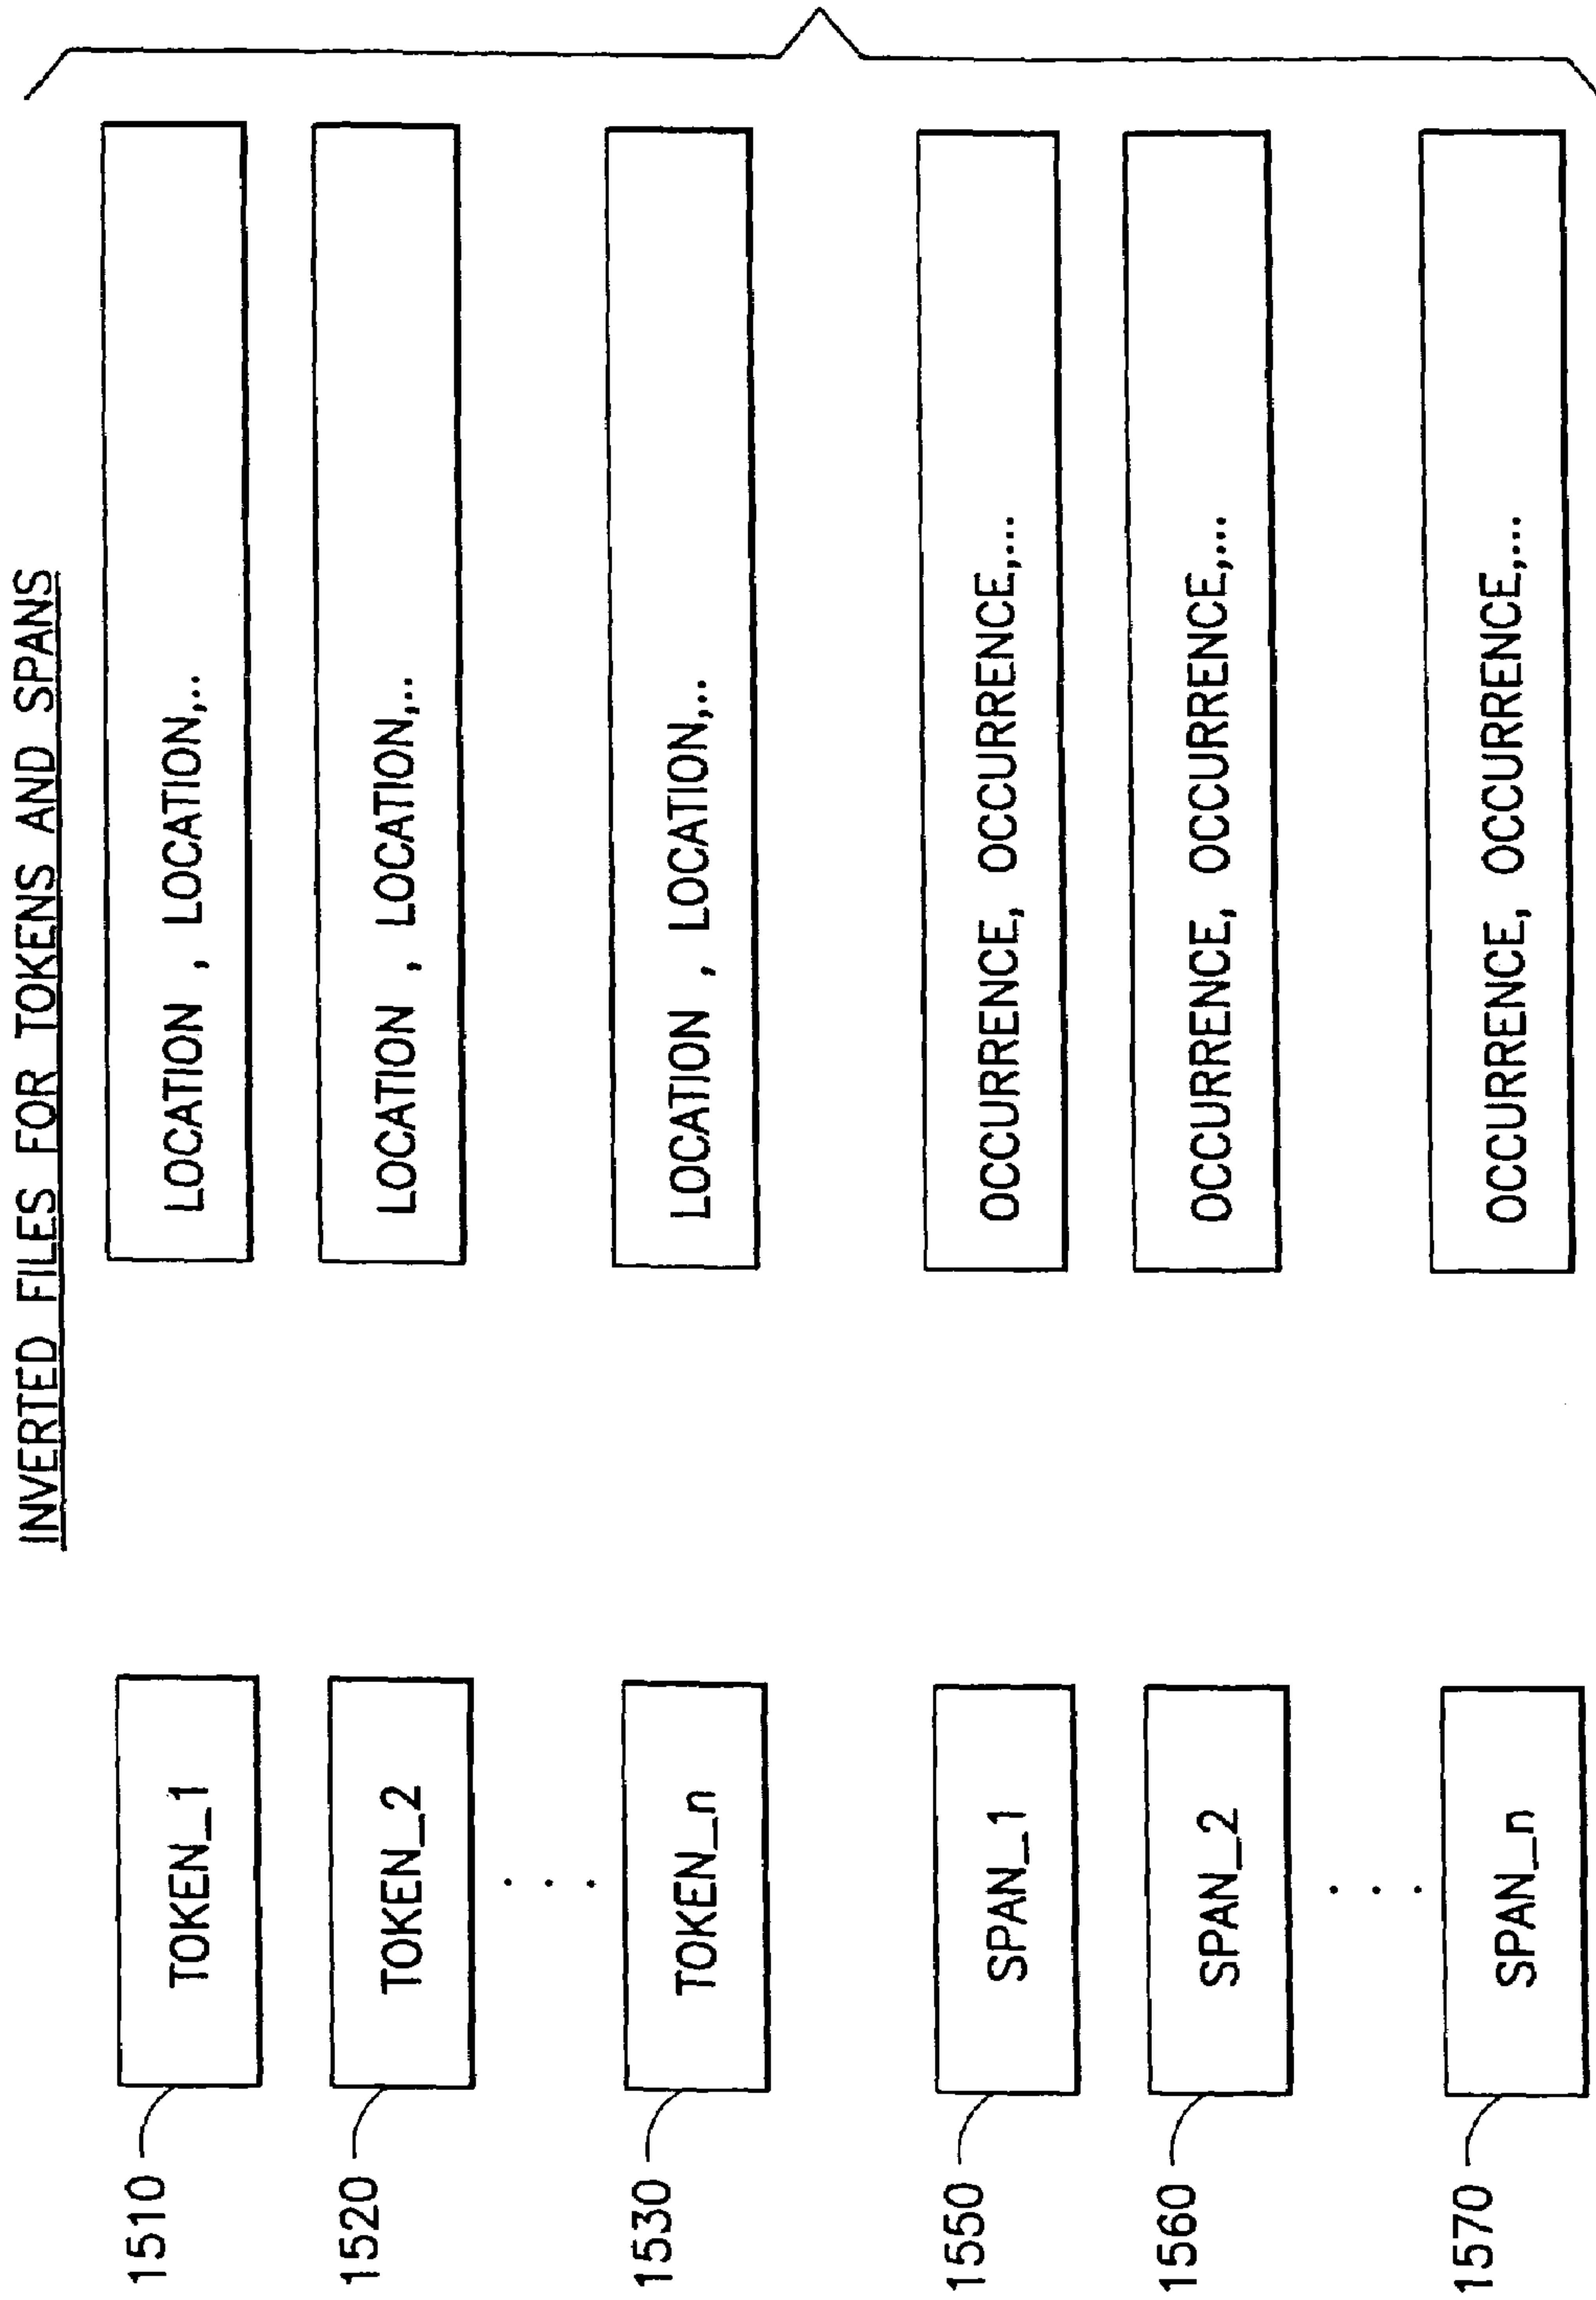 INVERTED FILES FOR TOKENS AND SPANS
1510 TOKEN_1 LOCATION , LOCATION,..
1520 TOKEN_2 LOCATION , LOCATION,..
. . .
1530 TOKEN_n LOCATION , LOCATION,..
1550 SPAN_1 OCCURRENCE, OCCURRENCE,...
1560 SPAN_2 OCCURRENCE, OCCURRENCE,...
. . .
1570 SPAN_n OCCURRENCE, OCCURRENCE,...